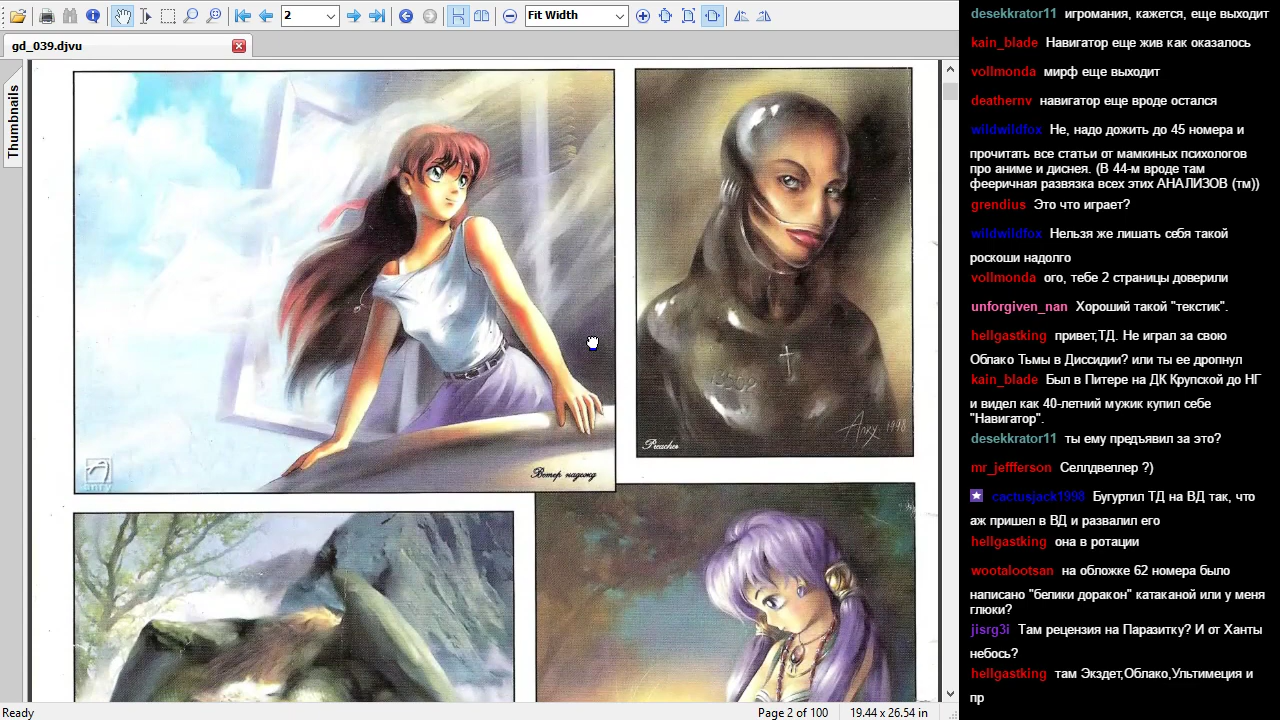 2
Fit Width
gd_039.djvu
Thumbnails
Preacher
Anry 1998
Ветер надежд
anry
Ready
Page 2 of 100
19.44 x 26.54 in
desekkrator11 игромания, кажется, еще выходит
kain_blade Навигатор еще жив как оказалось
vollmonda мирф еще выходит
deathernv навигатор еще вроде остался
wildwildfox Не, надо дожить до 45 номера и
прочитать все статьи от мамкиных психологов
про аниме и диснея. (В 44-м вроде там
фееричная развязка всех этих АНАЛИЗОВ (тм))
grendius Это что играет?
wildwildfox Нельзя же лишать себя такой
роскоши надолго
vollmonda ого, тебе 2 страницы доверили
unforgiven_nan Хороший такой "текстик".
hellgastking привет,ТД. Не играл за свою
Облако Тьмы в Диссидии? или ты ее дропнул
kain_blade Был в Питере на ДК Крупской до НГ
и видел как 40-летний мужик купил себе
"Навигатор".
desekkrator11 ты ему предъявил за это?
mr_jeffferson Селлдвеллер ?)
cactusjack1998 Бугуртил ТД на ВД так, что
аж пришел в ВД и развалил его
hellgastking она в ротации
wootalootsan на обложке 62 номера было
написано "белики доракон" катаканой или у меня
глюки?
jisrg3i Там рецензия на Паразитку? И от Ханты
небось?
hellgastking там Экздет,Облако,Ультимеция и
пр